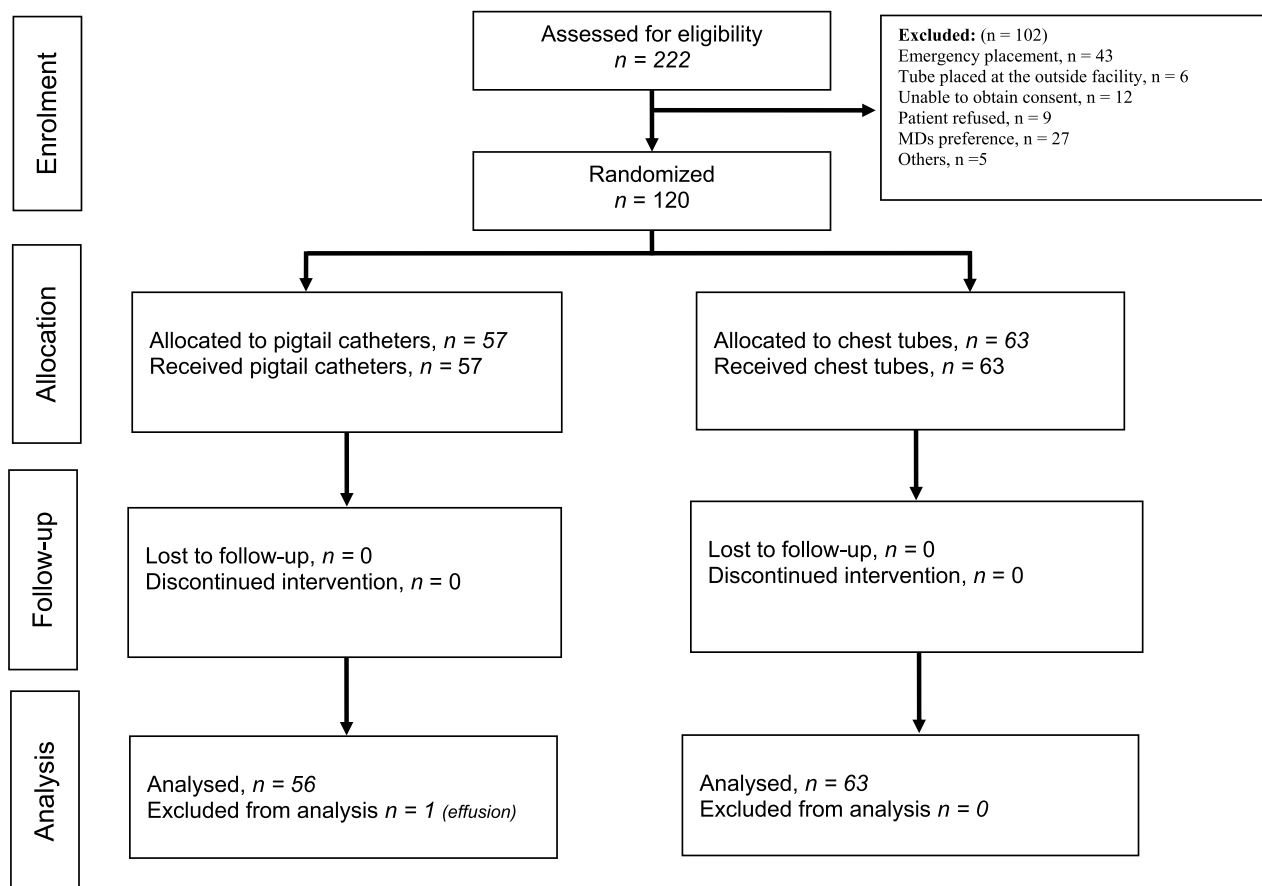 Enrolment
Assessed for eligibility
n = 222
Excluded: (n = 102)
Emergency placement, n = 43
Tube placed at the outside facility, n = 6
Unable to obtain consent, n = 12
Patient refused, n = 9
MDs preference, n = 27
Others, n =5
Randomized
n = 120
Allocation
Allocated to pigtail catheters, n = 57
Received pigtail catheters, n = 57
Allocated to chest tubes, n = 63
Received chest tubes, n = 63
Follow-up
Lost to follow-up, n = 0
Discontinued intervention, n = 0
Lost to follow-up, n = 0
Discontinued intervention, n = 0
Analysis
Analysed, n = 56
Excluded from analysis n = 1 (effusion)
Analysed, n = 63
Excluded from analysis n = 0